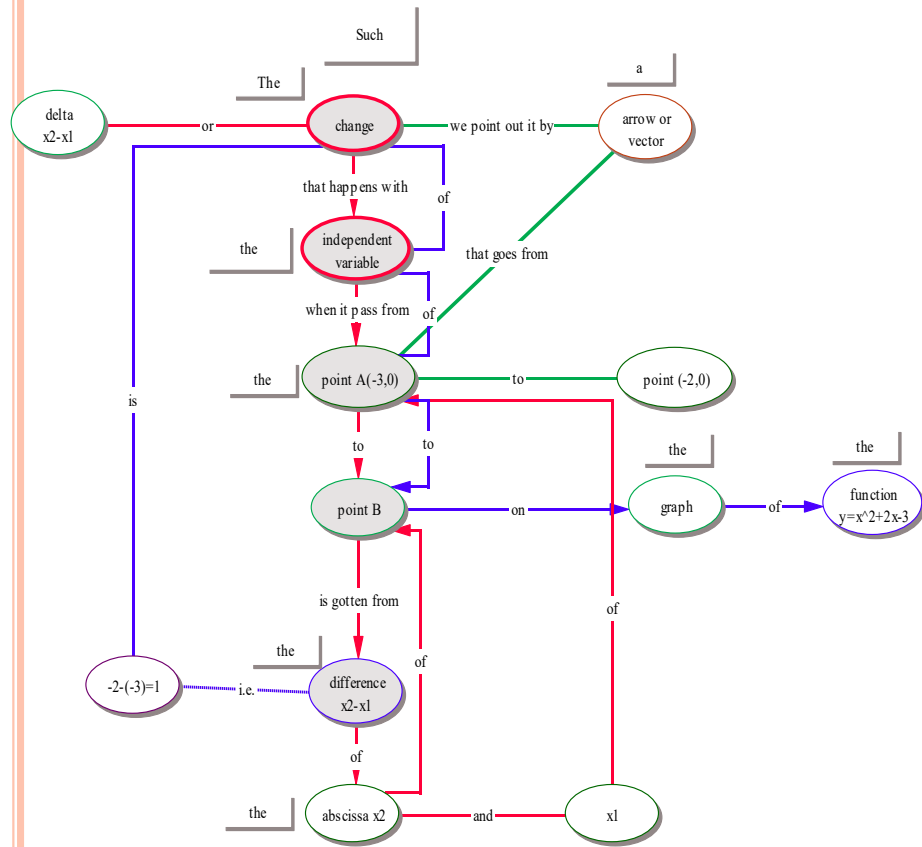 Such
The
a
delta
x2-x1
or
change
we point out it by
arrow or
vector
that happens with
of
the
independent
variable
that goes from
when it pass from
of
the
point A(-3,0)
to
point (-2,0)
is
to
to
the
the
point B
on
graph
of
function
y=x^2+2x-3
is gotten from
of
the
of
-2-(-3)=1
i.e.
difference
x2-x1
of
the
abscissa x2
and
x1